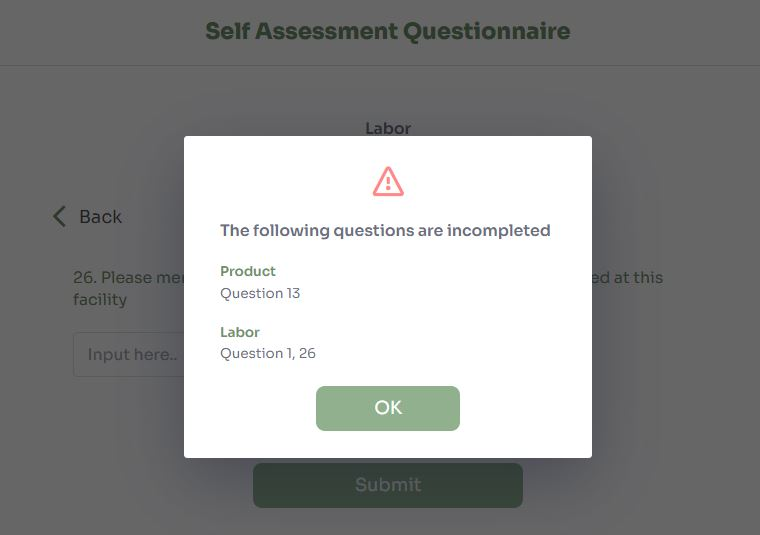 Self Assessment Questionnaire
Labor
Back
The following questions are incompleted
Product
Question 13
Labor
Question 1, 26
OK
26. Please
ed at this
facility
Input here..
Submit